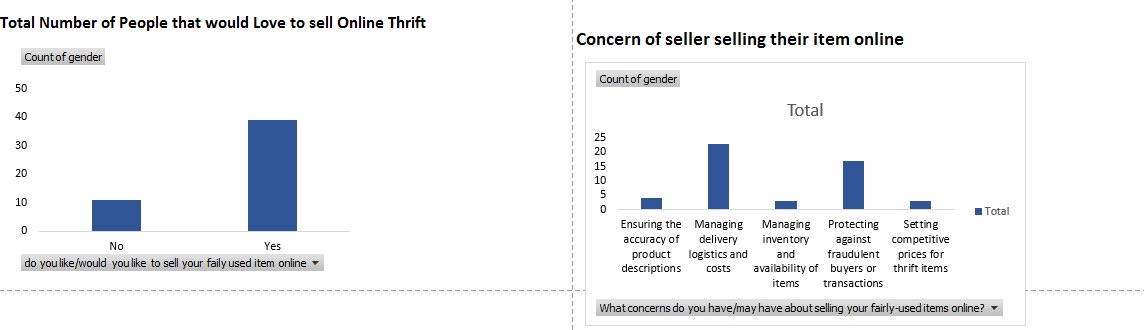 Total Number of People that would Love to sell Online Thrift
Count of gender
50
40
30
20
10
0
No
Yes
do you like/would you like to sell your faily used item online
Concern of seller selling their item online
Count of gender
Total
25
20
15
10
5
0
Ensuring the
accuracy of
product
descriptions
Managing
delivery
logistics and
costs
Managing
inventory
and
availability of
items
Protecting
against
fraudulent
buyers or
transactions
Setting
competitive
prices for
thrift items
Total
What concerns do you have/may have about selling your fairly-used items online?